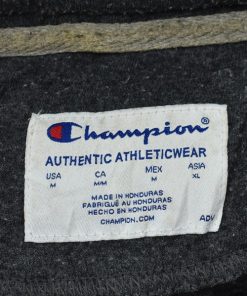 Champion
AUTHENTIC ATHLETICWEAR
USA CA MEX ASIA
M M/M M XL
MADE IN HONDURAS
FABRIQUÉ AU HONDURAS
HECHO EN HONDURAS
CHAMPION.COM ADV